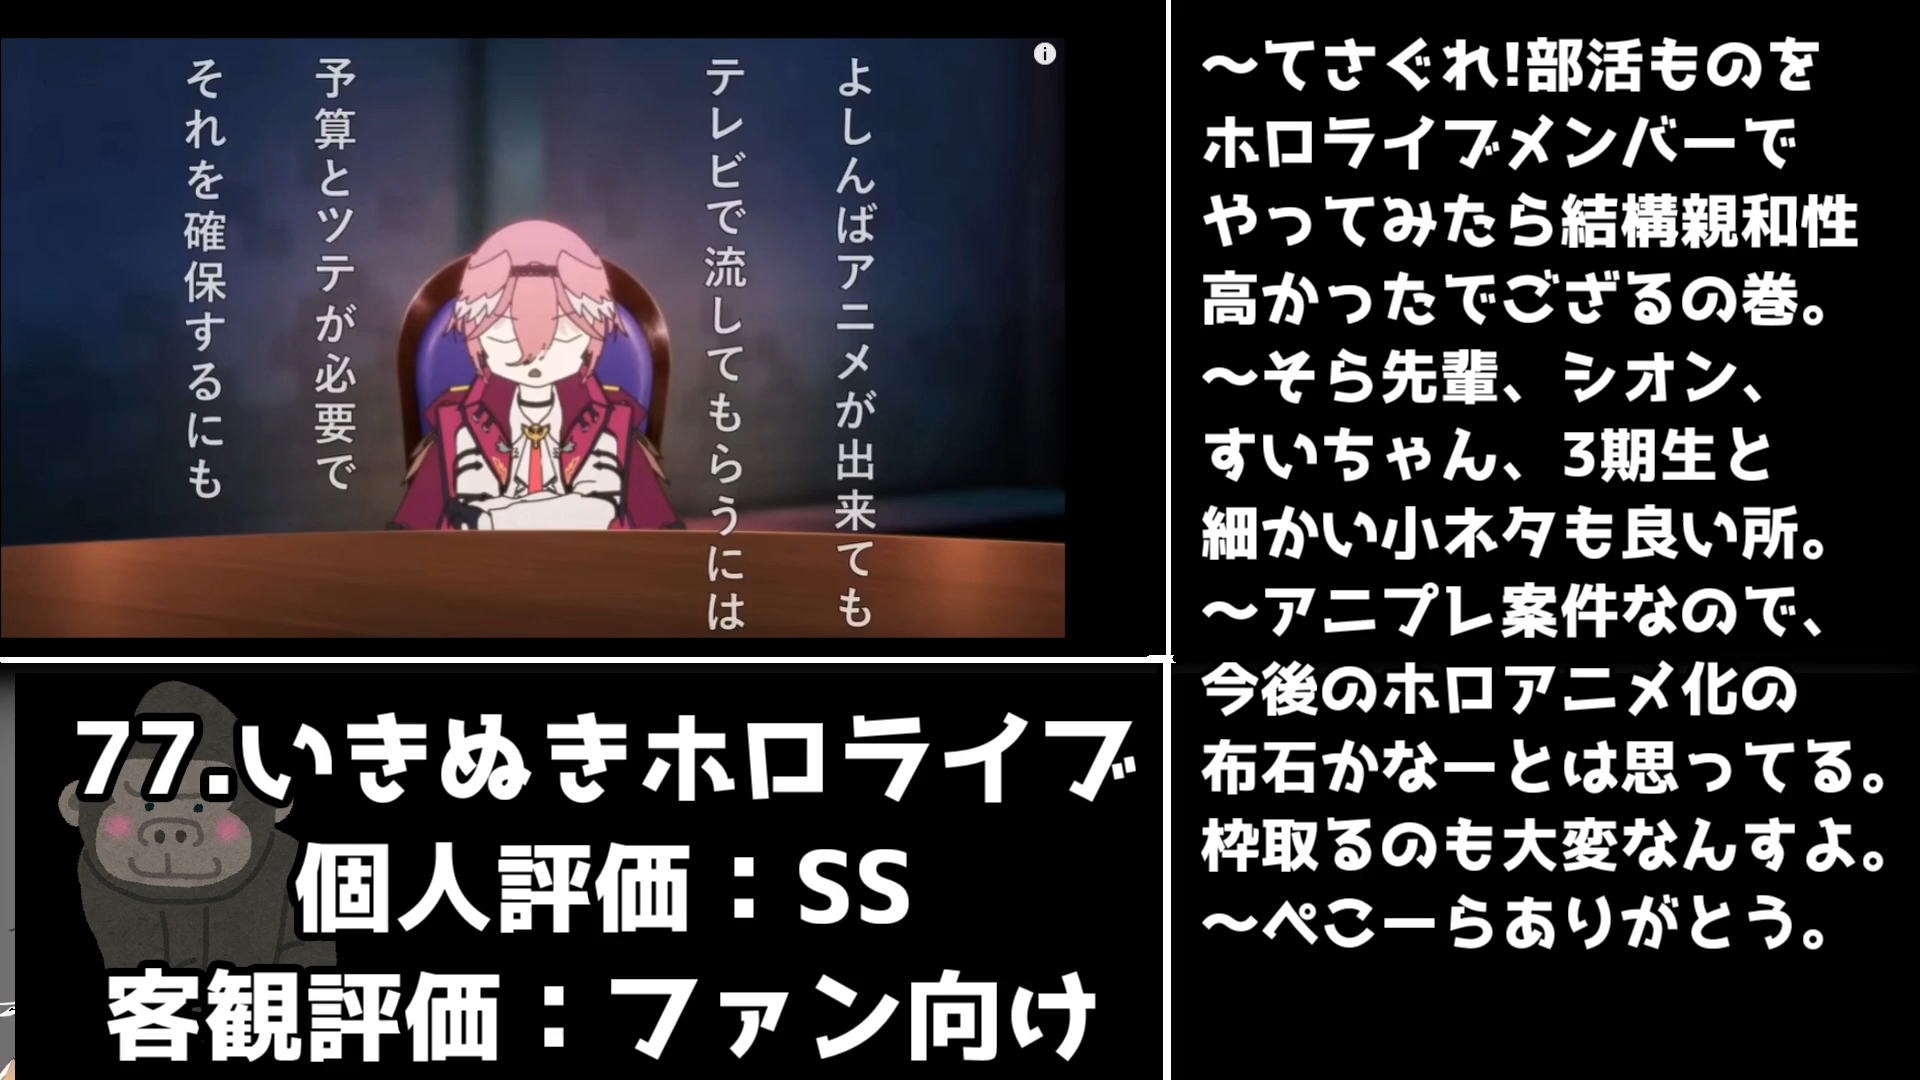 よしんばアニメが出来ても
テレビで流してもらうには
予算とツテが必要で
それを確保するにも
77.いきぬきホロライブ
個人評価：SS
客観評価：ファン向け
～てさぐれ!部活ものを
ホロライブメンバーで
やってみたら結構親和性
高かったでござるの巻。
～そら先輩、シオン、
すいちゃん、3期生と
細かい小ネタも良い所。
～アニプレ案件なので、
今後のホロアニメ化の
布石かなーとは思ってる。
枠取るのも大変なんすよ。
～ぺこーらありがとう。